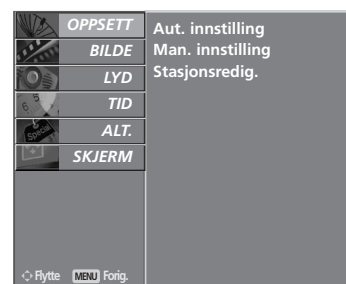 OPPSETT
BILDE
LYD
TID
ALT.
SKJERM
Aut. innstilling
Man. innstilling
Stasjonsredig.
Flytte MENU Forig.